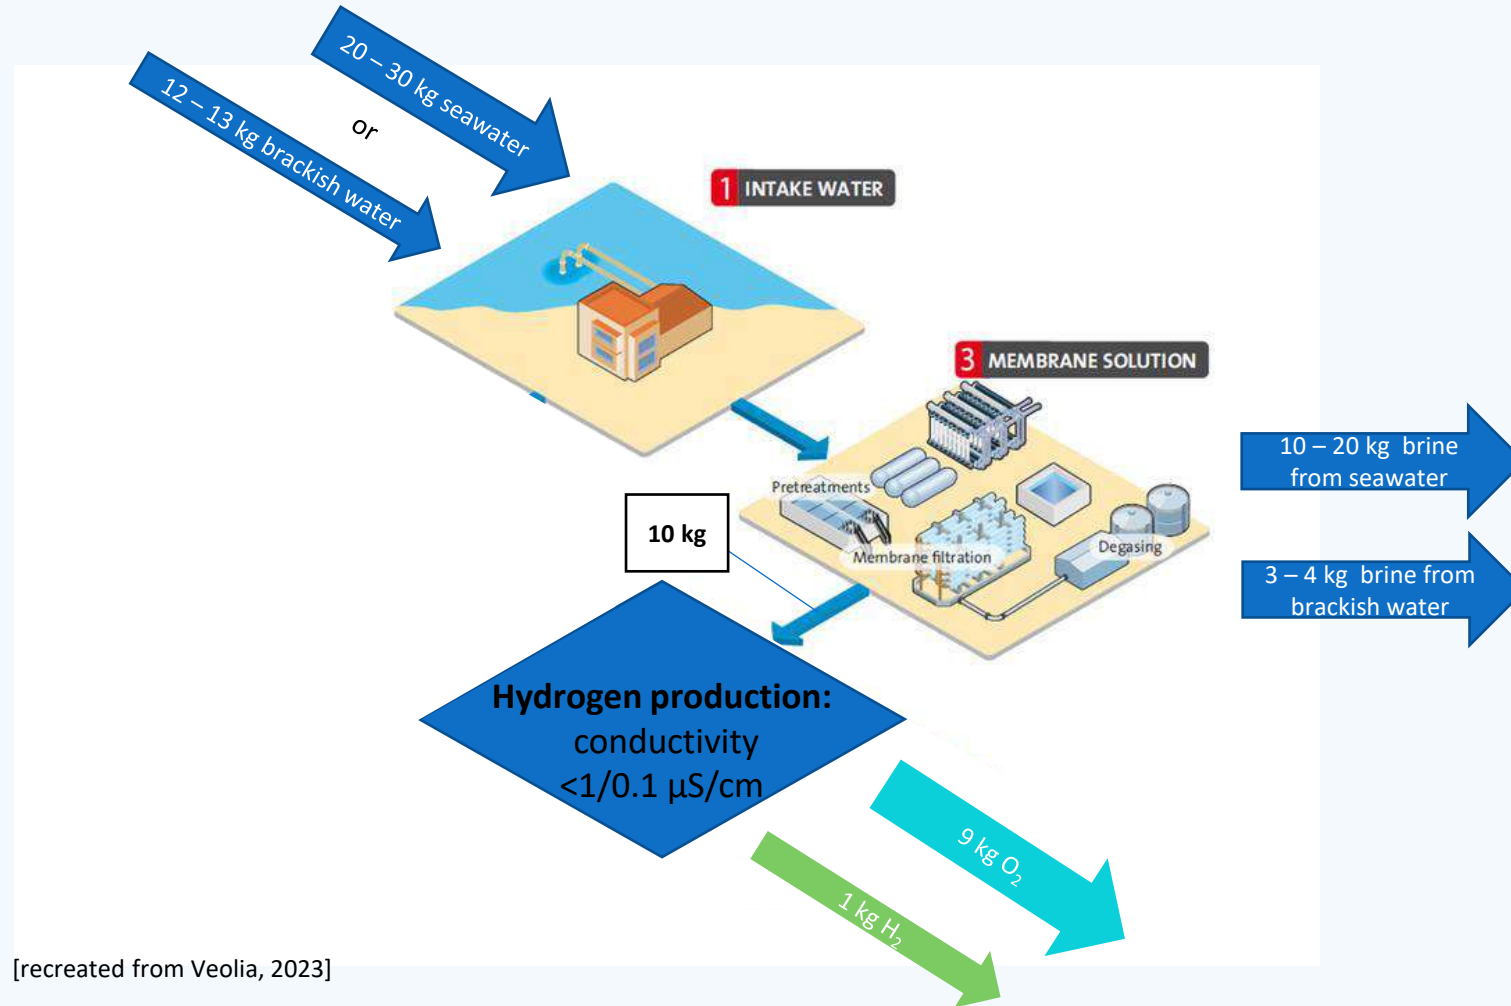 20 – 30 kg seawater
or
12 – 13 kg brackish water
1 INTAKE WATER
3 MEMBRANE SOLUTION
Pretreatments
Membrane filtration
Degasing
10 – 20 kg brine
from seawater
3 – 4 kg brine from
brackish water
10 kg
Hydrogen production:
conductivity
<1/0.1 µS/cm
9 kg O₂
1 kg H₂
[recreated from Veolia, 2023]